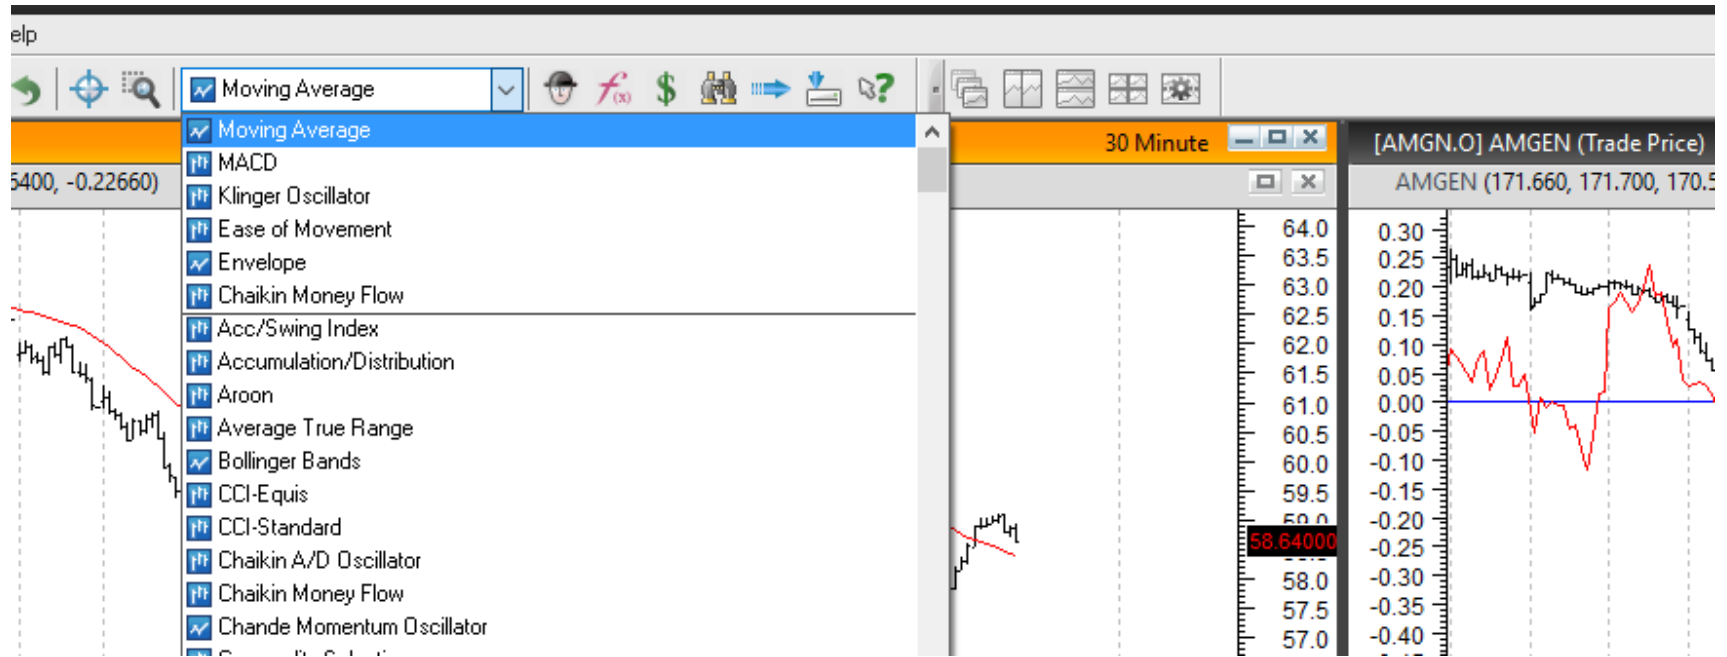 elp
Moving Average
Moving Average
MACD
Klinger Oscillator
Ease of Movement
Envelope
Chaikin Money Flow
Acc/Swing Index
Accumulation/Distribution
Aroon
Average True Range
Bollinger Bands
CCI-Equis
CCI-Standard
Chaikin A/D Oscillator
Chaikin Money Flow
Chande Momentum Oscillator
6400, -0.22660)
30 Minute
64.0
63.5
63.0
62.5
62.0
61.5
61.0
60.5
60.0
59.5
59.0
58.64000
58.0
57.5
57.0
[AMGN.O] AMGEN (Trade Price)
AMGEN (171.660, 171.700, 170.5
0.30
0.25
0.20
0.15
0.10
0.05
0.00
-0.05
-0.10
-0.15
-0.20
-0.25
-0.30
-0.35
-0.40